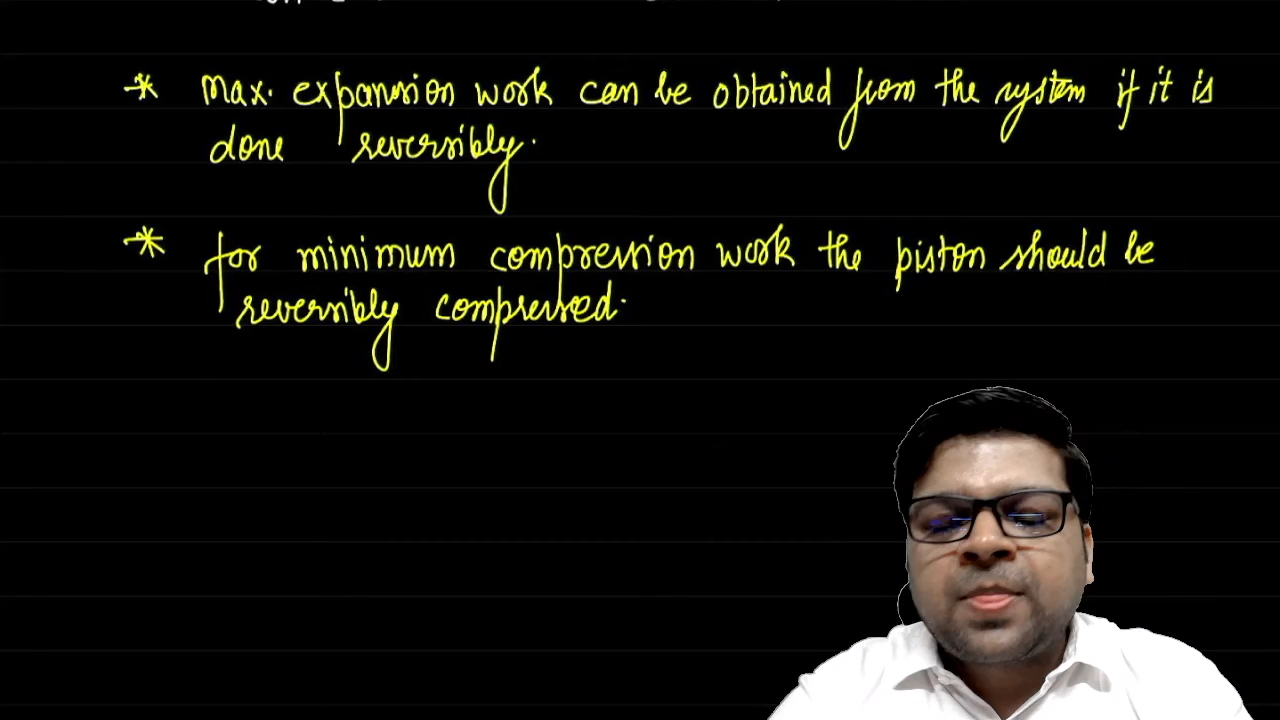 * Max. expansion work can be obtained from the system if it is
done reversibly.
* for minimum compression work the piston should be
reversibly compressed.